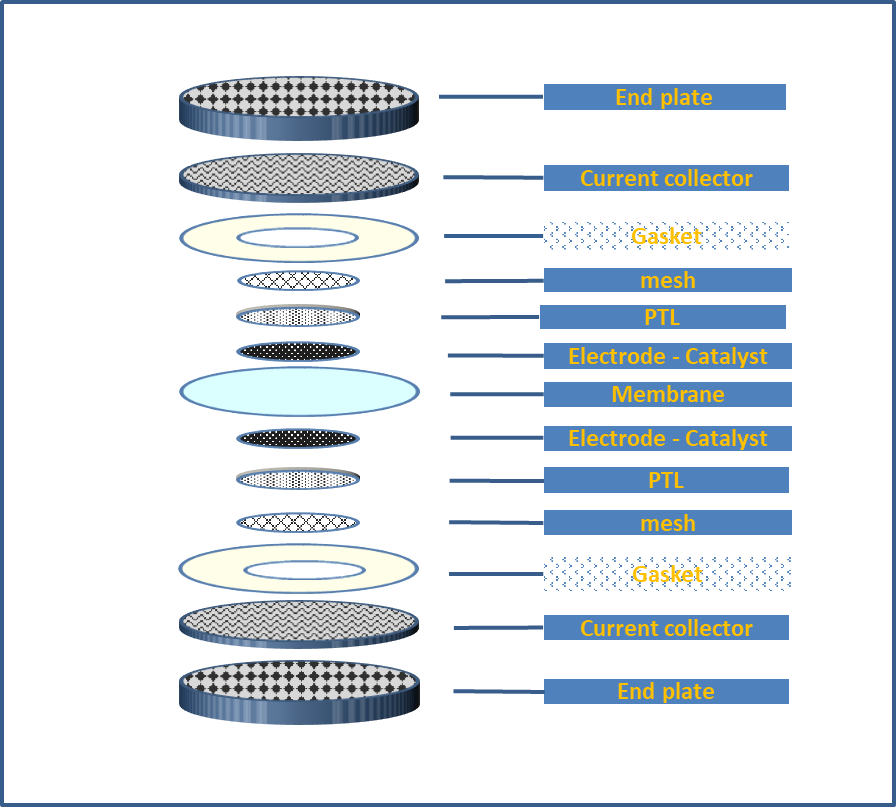 End plate
Current collector
Gasket
mesh
PTL
Electrode - Catalyst
Membrane
Electrode - Catalyst
PTL
mesh
Gasket
Current collector
End plate